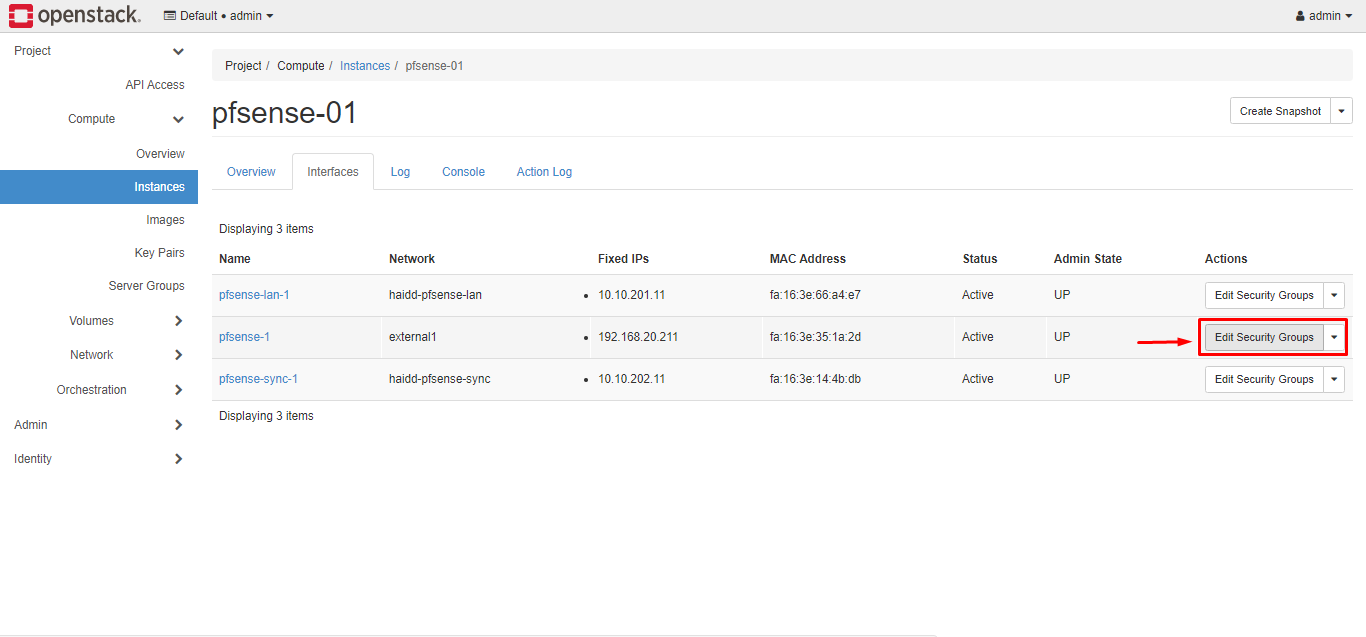 openstack. Default • admin admin
Project
API Access
Compute
Overview
Instances
Images
Key Pairs
Server Groups
Volumes
Network
Orchestration
Admin
Identity
Project / Compute / Instances / pfsense-01
pfsense-01
Create Snapshot
Overview Interfaces Log Console Action Log
Displaying 3 items
Name Network Fixed IPs MAC Address Status Admin State Actions
pfsense-lan-1 haidd-pfsense-lan • 10.10.201.11 fa:16:3e:66:a4:e7 Active UP Edit Security Groups
pfsense-1 external1 • 192.168.20.211 fa:16:3e:35:1a:2d Active UP Edit Security Groups
pfsense-sync-1 haidd-pfsense-sync • 10.10.202.11 fa:16:3e:14:4b:db Active UP Edit Security Groups
Displaying 3 items